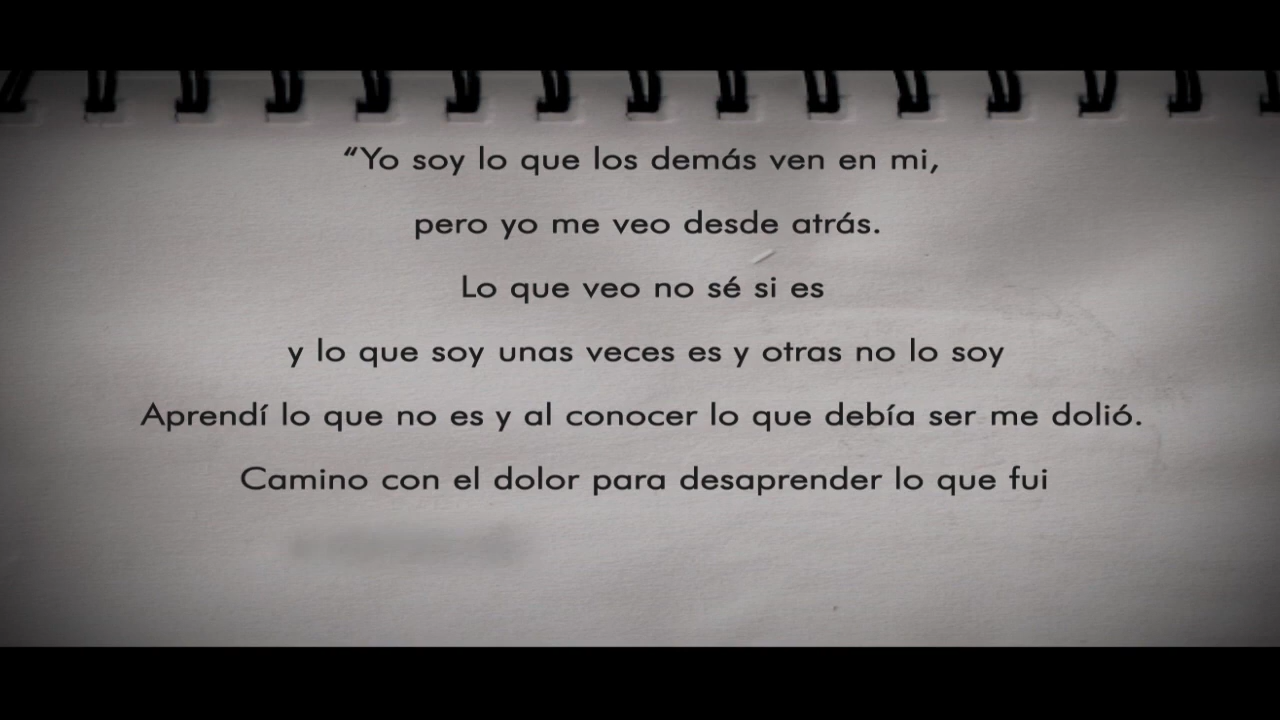 “Yo soy lo que los demás ven en mi,
pero yo me veo desde atrás.
Lo que veo no sé si es
y lo que soy unas veces es y otras no lo soy
Aprendí lo que no es y al conocer lo que debía ser me dolió.
Camino con el dolor para desaprender lo que fui